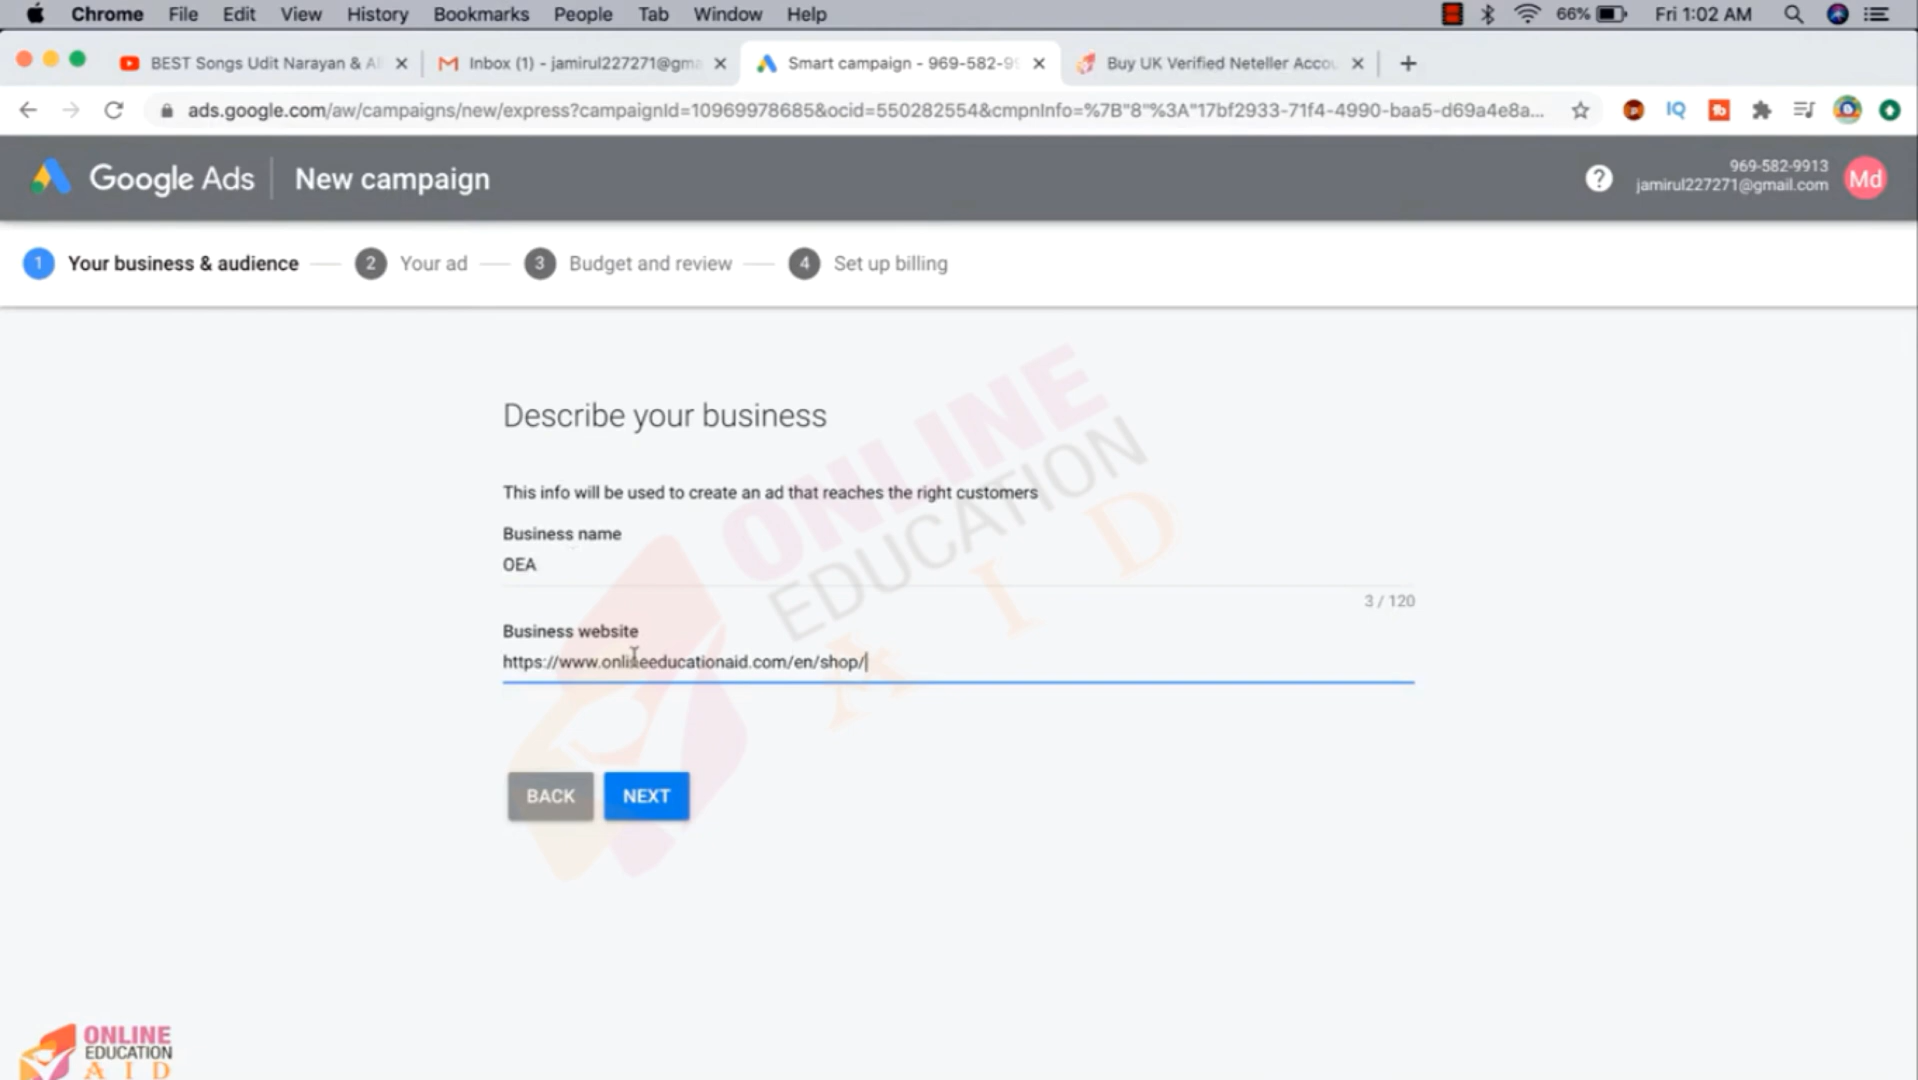 Chrome File Edit View History Bookmarks People Tab Window Help 66% Fri 1:02 AM
BEST Songs Udit Narayan & Al Inbox (1) - jamirul227271@gma Smart campaign - 969-582-99 Buy UK Verified Neteller Accou
ads.google.com/aw/campaigns/new/express?campaignId=10969978685&ocid=550282554&cmpnInfo=%7B"8"%3A"17bf2933-71f4-4990-baa5-d69a4e8a...
Google Ads New campaign
969-582-9913
jamirul227271@gmail.com
Md
1 Your business & audience 2 Your ad 3 Budget and review 4 Set up billing
Describe your business
This info will be used to create an ad that reaches the right customers
Business name
OEA
3 / 120
Business website
https://www.onlineeducationaid.com/en/shop/
BACK NEXT
ONLINE
EDUCATION
AID
ONLINE
EDUCATION
AID